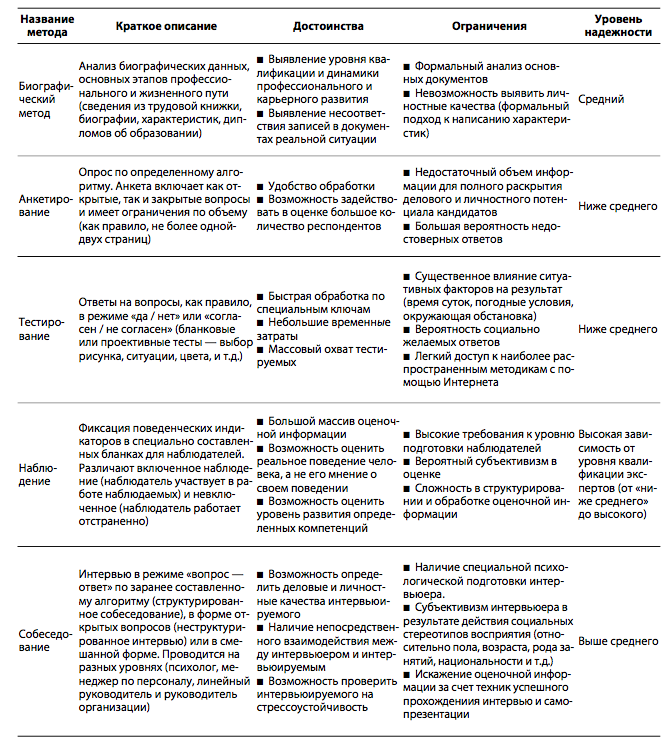 Название метода
Краткое описание
Достоинства
Ограничения
Уровень надежности
Биографи-
ческий
метод
Анализ биографических данных,
основных этапов профессио-
нального и жизненного пути
(сведения из трудовой книжки,
биографии, характеристик, дип-
ломов об образовании)
■ Выявление уровня ква-
лификации и динамики
профессионального и
карьерного развития
■ Выявление несоответ-
ствия записей в докумен-
тах реальной ситуации
■ Формальный анализ основ-
ных документов
■ Невозможность выявить лич-
ностные качества (формальный
подход к написанию характери-
стик)
Средний
Анкетиро-
вание
Опрос по определенному алго-
ритму. Анкета включает как от-
крытые, так и закрытые вопросы
и имеет ограничения по объему
(как правило, не более одной-
двух страниц)
■ Удобство обработки
■ Возможность задейство-
вать в оценке большое ко-
личество респондентов
■ Недостаточный объем инфор-
мации для полного раскрытия
делового и личностного потен-
циала кандидатов
■ Большая вероятность недо-
стоверных ответов
Ниже среднего
Тестиро-
вание
Ответы на вопросы, как правило,
в режиме «да / нет» или «согла-
сен / не согласен» (бланковые
или проективные тесты — выбор
рисунка, ситуации, цвета, и т.д.)
■ Быстрая обработка по
специальным ключам
■ Небольшие временные
затраты
■ Массовый охват тести-
руемых
■ Существенное влияние ситуа-
тивных факторов на результат
(время суток, погодные условия,
окружающая обстановка)
■ Вероятность социально
желаемых ответов
■ Легкий доступ к наиболее рас-
пространенным методикам с по-
мощью Интернета
Ниже среднего
Наблю-
дение
Фиксация поведенческих инди-
каторов в специально составлен-
ных бланках для наблюдателей.
Различают включенное наблюде-
ние (наблюдатель участвует в ра-
боте наблюдаемых) и невклю-
ченное (наблюдатель работает
отстраненно)
■ Большой массив оценоч-
ной информации
■ Возможность оценить
реальное поведение чело-
века, а не его мнение о
своем поведении
■ Возможность оценить
уровень развития опреде-
ленных компетенций
■ Высокие требования к уровню
подготовки наблюдателей
■ Вероятный субъективизм в
оценке
■ Сложность в структурирова-
нии и обработке оценочной ин-
формации
Высокая зави-
симость от
уровня квали-
фикации экс-
пертов (от «ни-
же среднего»
до высокого)
Собеседо-
вание
Интервью в режиме «вопрос —
ответ» по заранее составленно-
му алгоритму (структурирован-
ное собеседование), в форме от-
крытых вопросов (неструктури-
рованное интервью) или в сме-
шанной форме. Проводится на
разных уровнях (психолог, ме-
неджер по персоналу, линейный
руководитель и руководитель
организации)
■ Возможность опреде-
лить деловые и личност-
ные качества интервьюи-
руемого
■ Наличие непосредствен-
ного взаимодействия меж-
ду интервьюером и интер-
вьюируемым
■ Возможность проверить
интервьюируемого на
стрессоустойчивость
■ Наличие специальной психо-
логической подготовки интер-
вьюера.
■ Субъективизм интервьюера в
результате действия социальных
стереотипов восприятия (отно-
сительно пола, возраста, рода за-
нятий, национальности и т.д.)
■ Искажение оценочной инфор-
мации за счет техник успешного
прохождениия интервью и само-
презентации
Выше среднего